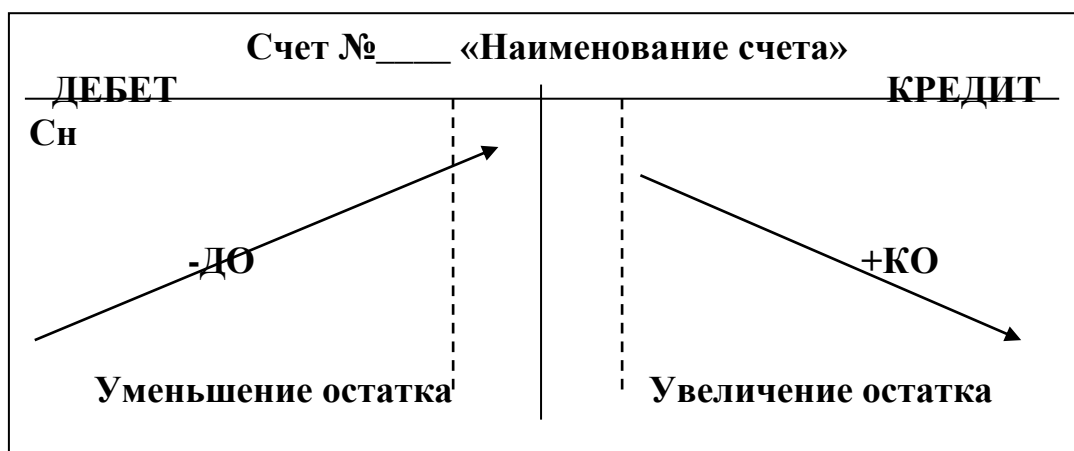 Счет №____ «Наименование счета»
ДЕБЕТ КРЕДИТ
Сн
-ДО +КО
Уменьшение остатка Увеличение остатка